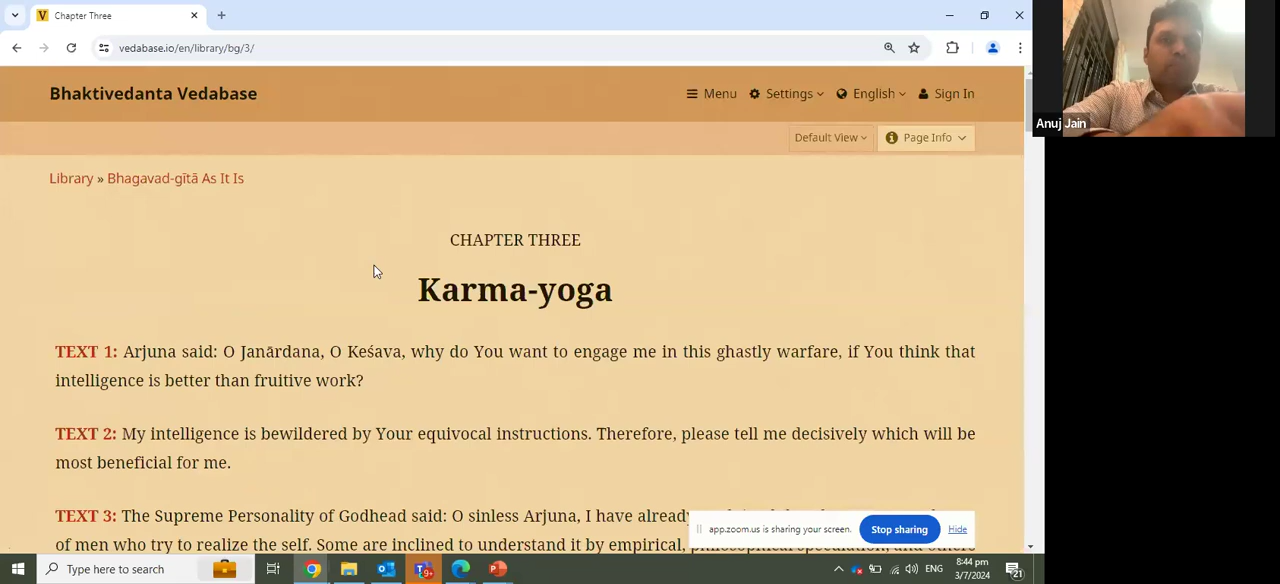 Chapter Three
vedabase.io/en/library/bg/3/
Bhaktivedanta Vedabase
Menu Settings English Sign In
Default View Page Info
Library » Bhagavad-gītā As It Is
CHAPTER THREE
Karma-yoga
TEXT 1: Arjuna said: O Janārdana, O Keśava, why do You want to engage me in this ghastly warfare, if You think that
intelligence is better than fruitive work?
TEXT 2: My intelligence is bewildered by Your equivocal instructions. Therefore, please tell me decisively which will be
most beneficial for me.
TEXT 3: The Supreme Personality of Godhead said: O sinless Arjuna, I have already
of men who try to realize the self. Some are inclined to understand it by empirical,
app.zoom.us is sharing your screen. Stop sharing Hide
Type here to search
ENG
8:44 pm
3/7/2024
21
Anuj Jain